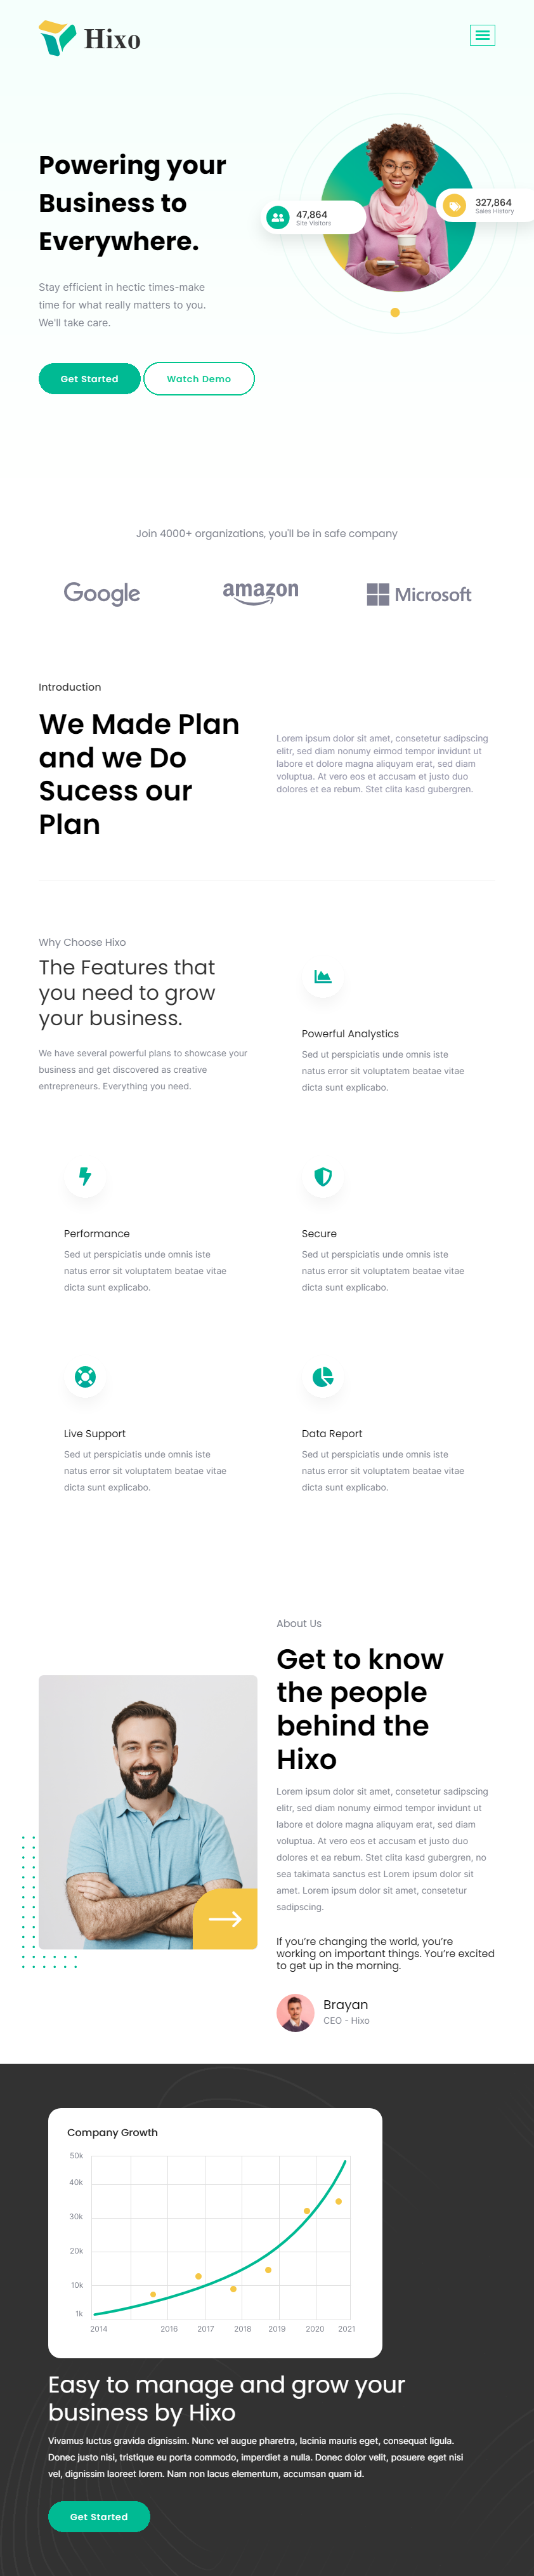 Hixo
Powering your
Business to
Everywhere.
47,864
Site Visitors
327,864
Sales History
Stay efficient in hectic times-make
time for what really matters to you.
We'll take care.
Get Started
Watch Demo
Join 4000+ organizations, you'll be in safe company
Google
amazon
Microsoft
Introduction
We Made Plan
and we Do
Sucess our
Plan
Lorem ipsum dolor sit amet, consetetur sadipscing
elitr, sed diam nonumy eirmod tempor invidunt ut
labore et dolore magna aliquyam erat, sed diam
voluptua. At vero eos et accusam et justo duo
dolores et ea rebum. Stet clita kasd gubergren.
Why Choose Hixo
The Features that
you need to grow
your business.
We have several powerful plans to showcase your
business and get discovered as creative
entrepreneurs. Everything you need.
Powerful Analystics
Sed ut perspiciatis unde omnis iste
natus error sit voluptatem beatae vitae
dicta sunt explicabo.
Performance
Sed ut perspiciatis unde omnis iste
natus error sit voluptatem beatae vitae
dicta sunt explicabo.
Secure
Sed ut perspiciatis unde omnis iste
natus error sit voluptatem beatae vitae
dicta sunt explicabo.
Live Support
Sed ut perspiciatis unde omnis iste
natus error sit voluptatem beatae vitae
dicta sunt explicabo.
Data Report
Sed ut perspiciatis unde omnis iste
natus error sit voluptatem beatae vitae
dicta sunt explicabo.
About Us
Get to know
the people
behind the
Hixo
Lorem ipsum dolor sit amet, consetetur sadipscing
elitr, sed diam nonumy eirmod tempor invidunt ut
labore et dolore magna aliquyam erat, sed diam
voluptua. At vero eos et accusam et justo duo
dolores et ea rebum. Stet clita kasd gubergren, no
sea takimata sanctus est Lorem ipsum dolor sit
amet. Lorem ipsum dolor sit amet, consetetur
sadipscing.
If you're changing the world, you're
working on important things. You're excited
to get up in the morning.
Brayan
CEO - Hixo
Company Growth
50k
40k
30k
20k
10k
1k
2014 2016 2017 2018 2019 2020 2021
Easy to manage and grow your
business by Hixo
Vivamus luctus gravida dignissim. Nunc vel augue pharetra, lacinia mauris eget, consequat ligula.
Donec justo nisi, tristique eu porta commodo, imperdiet a nulla. Donec dolor velit, posuere eget nisi
vel, dignissim laoreet lorem. Nam non lacus elementum, accumsan quam id.
Get Started